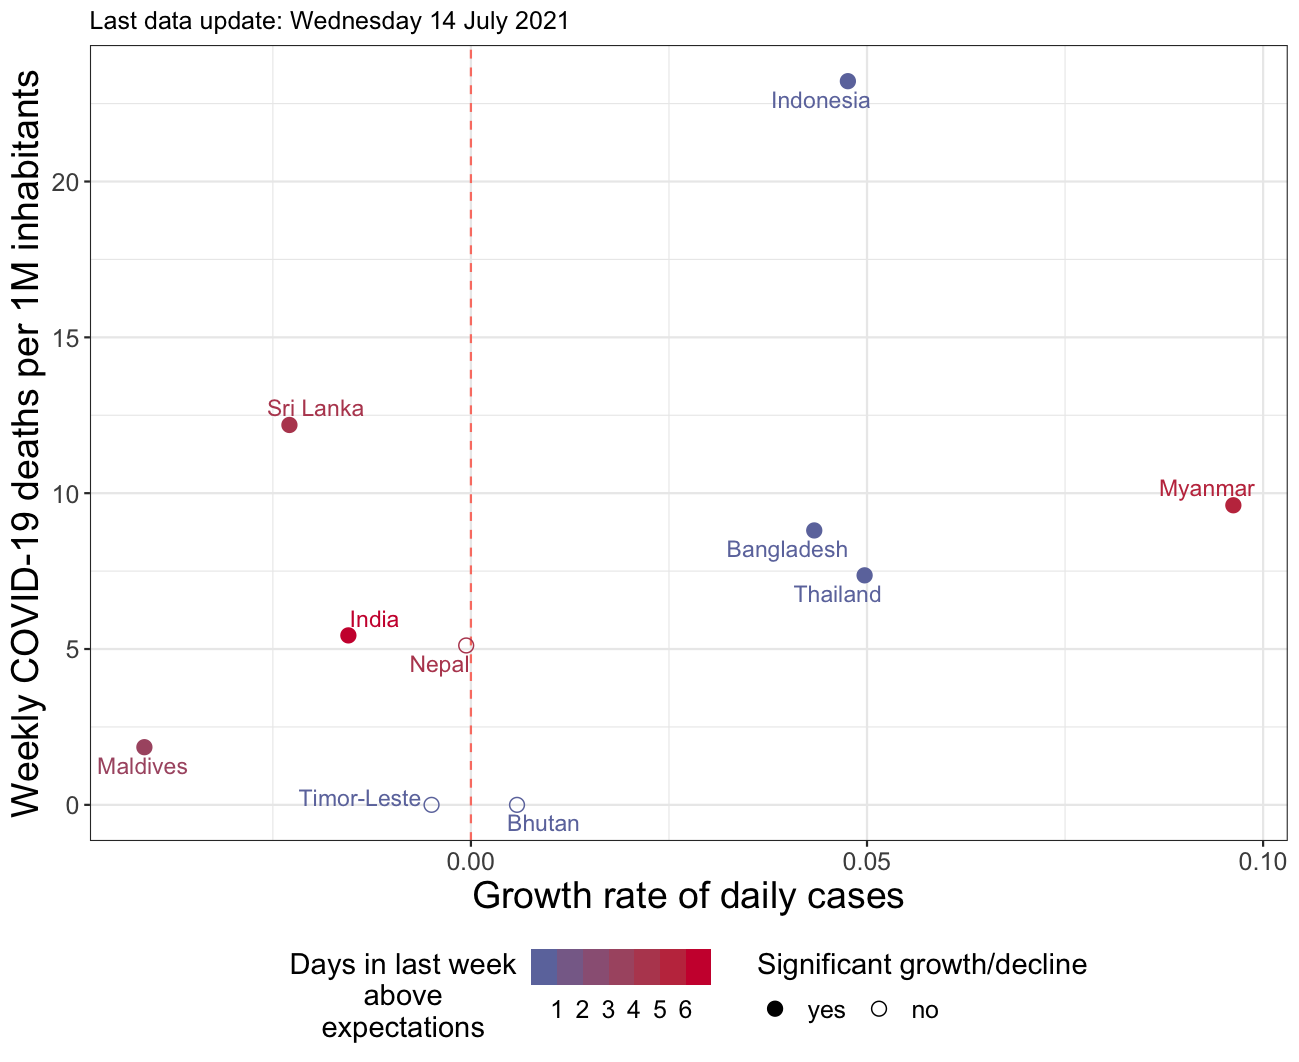 Last data update: Wednesday 14 July 2021
Weekly COVID-19 deaths per 1M inhabitants
20
15
10
5
0
Indonesia
Sri Lanka
Myanmar
Bangladesh
Thailand
India
Nepal
Maldives
Timor-Leste
Bhutan
0.00 0.05 0.10
Growth rate of daily cases
Days in last week
above
expectations
1 2 3 4 5 6
Significant growth/decline
yes no